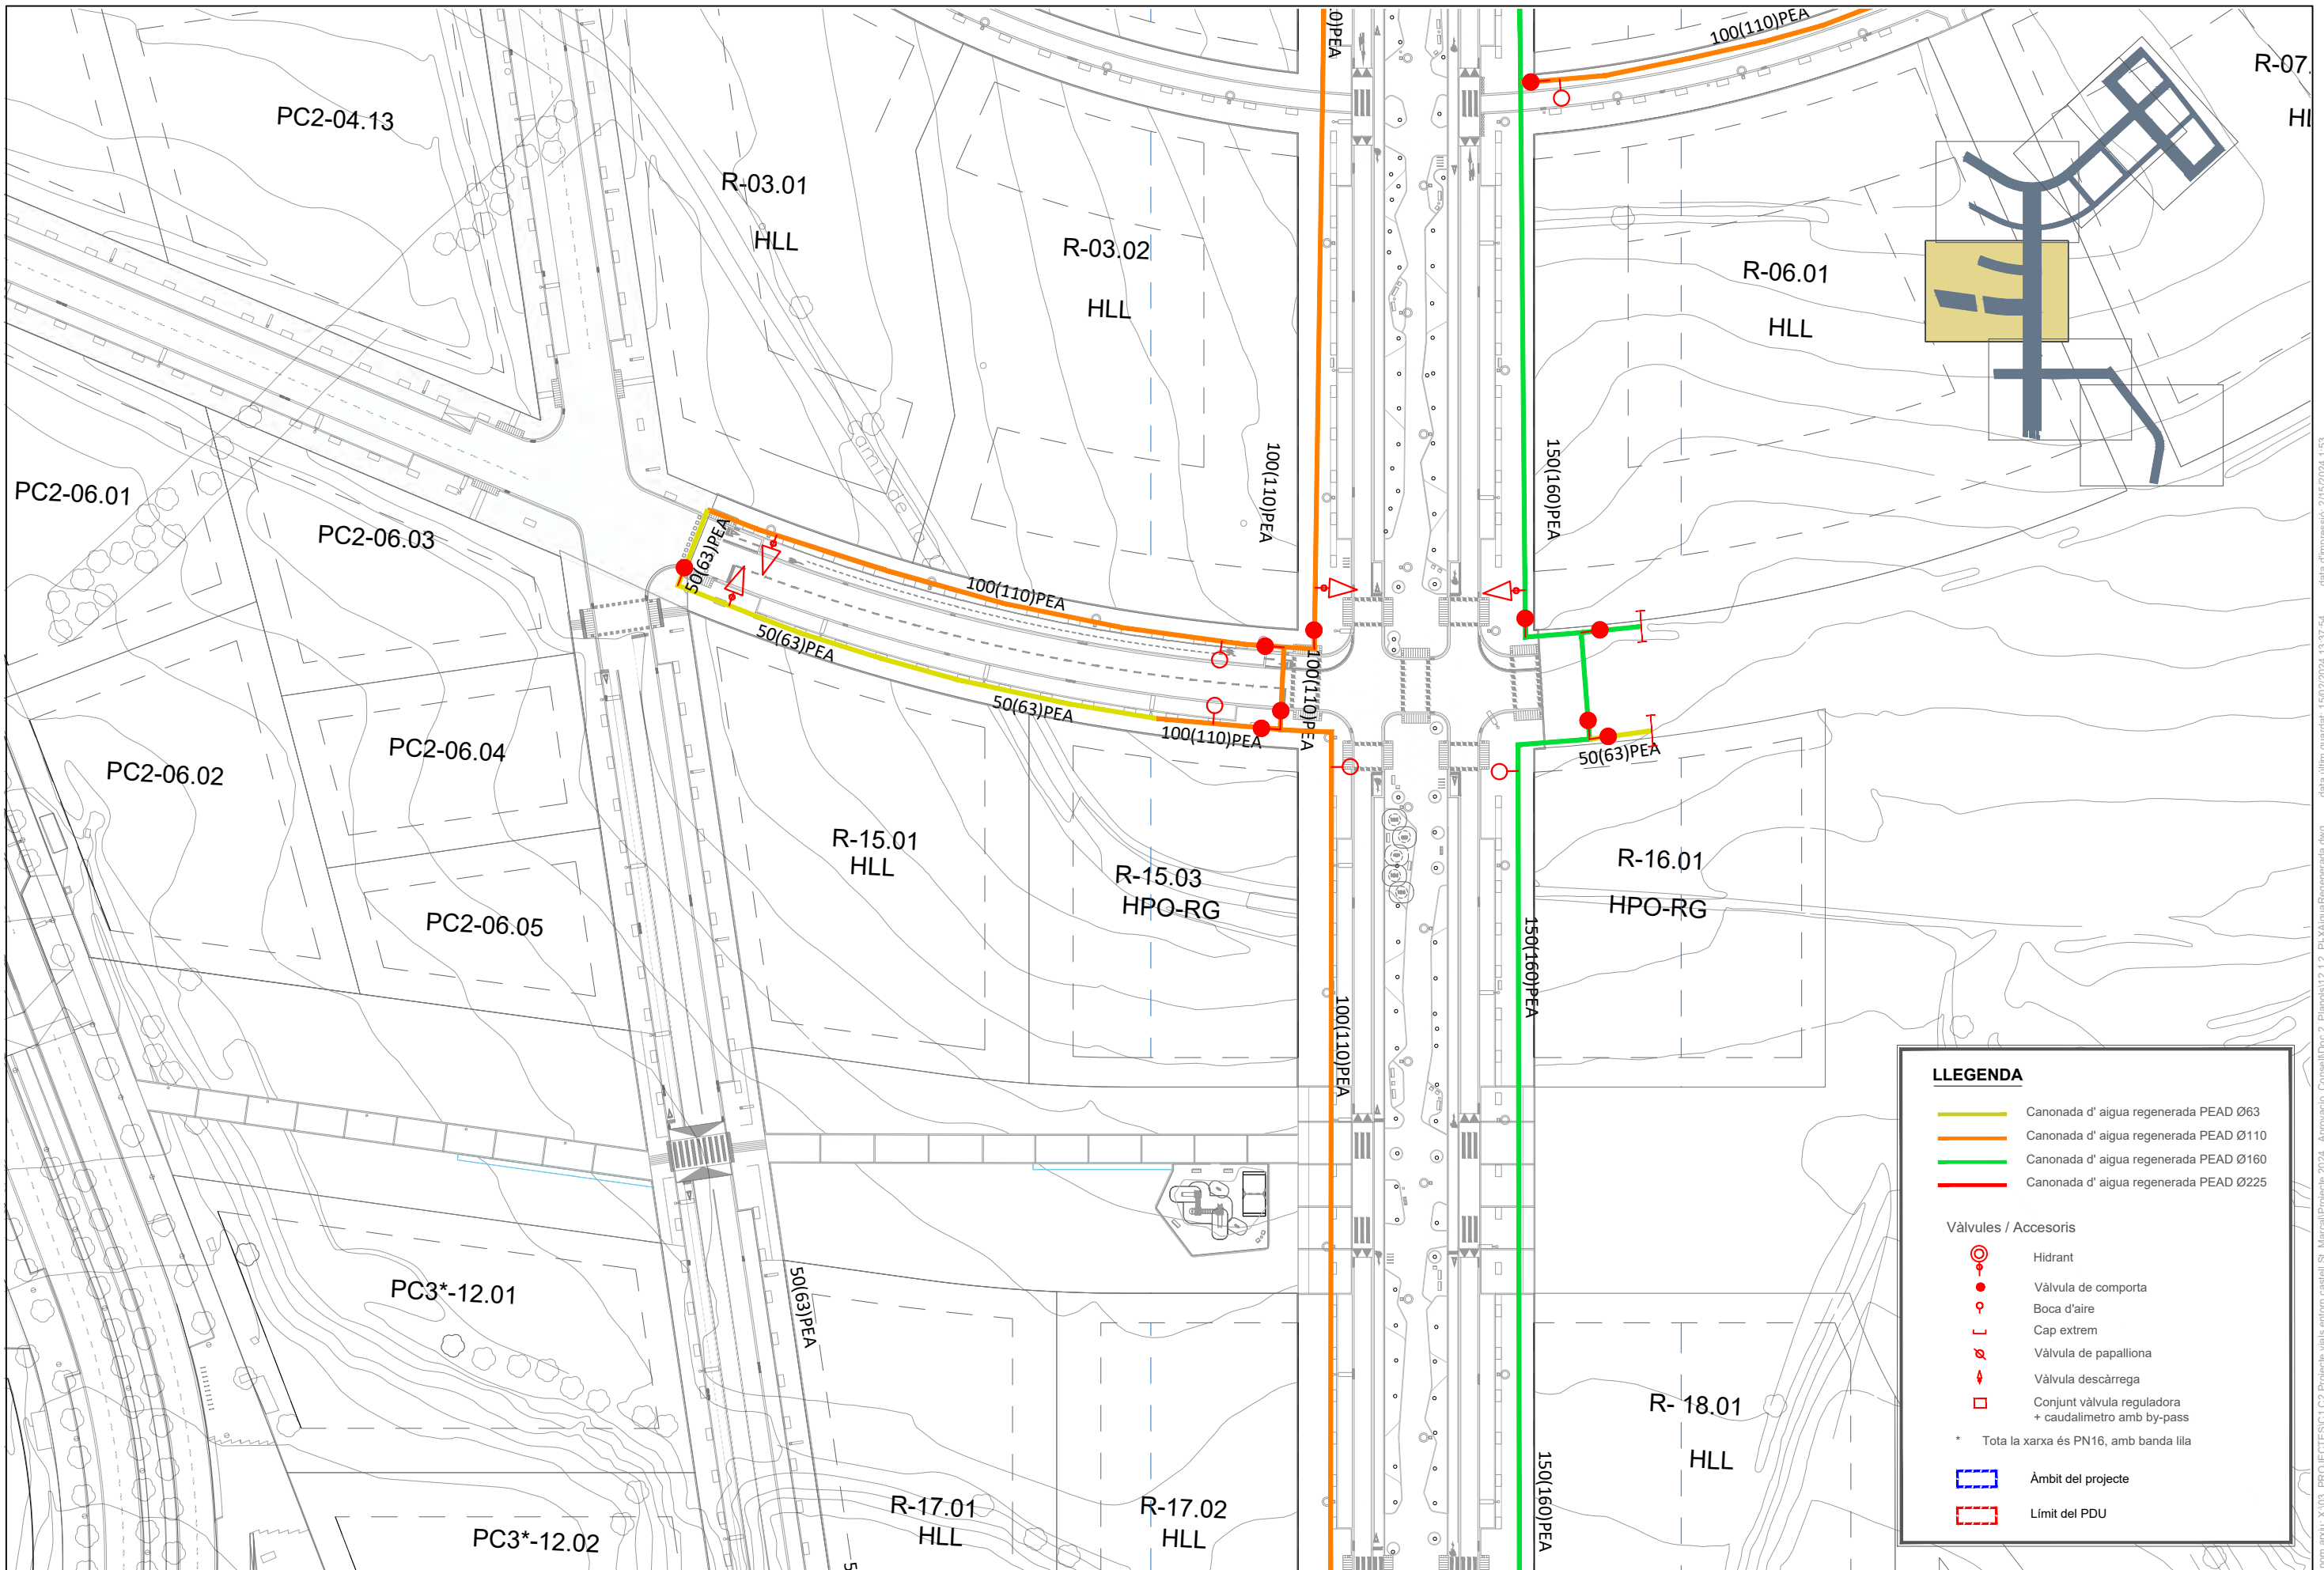 100(110)PEA
R-07.
PC2-04.13
R-03.01
HLL
R-03.02
HLL
R-06.01
HLL
100(110)PEA
150(160)PEA
PC2-06.01
PC2-06.03
50(63)PEA
100(110)PEA
50(63)PEA
50(63)PEA
100(110)PEA
100(110)PEA
50(63)PEA
PC2-06.02
PC2-06.04
PC2-06.05
R-15.01
HLL
R-15.03
HPO-RG
R-16.01
HPO-RG
100(110)PEA
150(160)PEA
PC3*-12.01
50(63)PEA
R-17.01
HLL
R-17.02
HLL
R- 18.01
HLL
150(160)PEA
PC3*-12.02
LLEGENDA
Canonada d' aigua regenerada PEAD Ø63
Canonada d' aigua regenerada PEAD Ø110
Canonada d' aigua regenerada PEAD Ø160
Canonada d' aigua regenerada PEAD Ø225
Vàlvules / Accesoris
Hidrant
Vàlvula de comporta
Boca d'aire
Cap extrem
Vàlvula de papalliona
Vàlvula descàrrega
Conjunt vàlvula reguladora
+ caudalimetro amb by-pass
* Tota la xarxa és PN16, amb banda lila
Àmbit del projecte
Límit del PDU